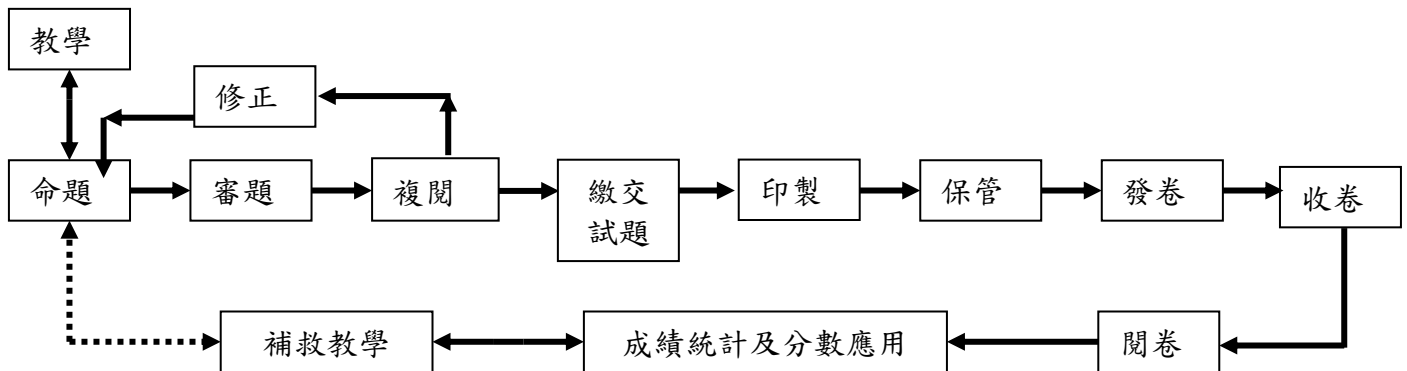 教學
修正
命題
審題
複閱
繳交
試題
印製
保管
發卷
收卷
補救教學
成績統計及分數應用
閱卷